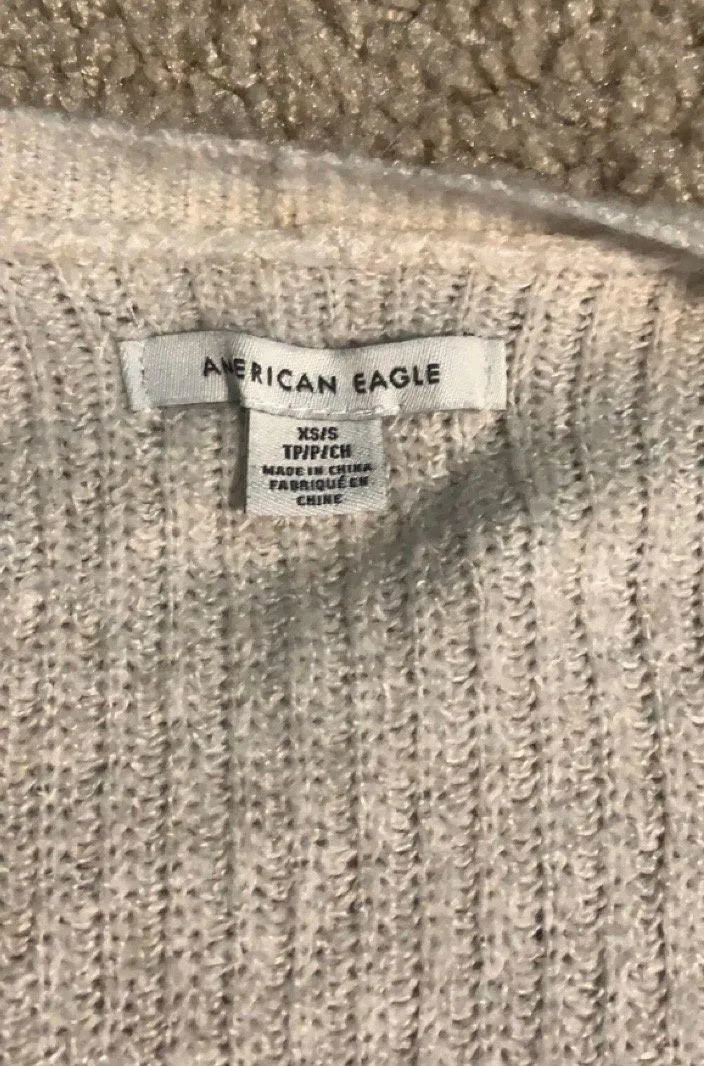 AMERICAN EAGLE
XS/S
TP/P/CH
MADE IN CHINA
FABRIQUÉ EN
CHINE